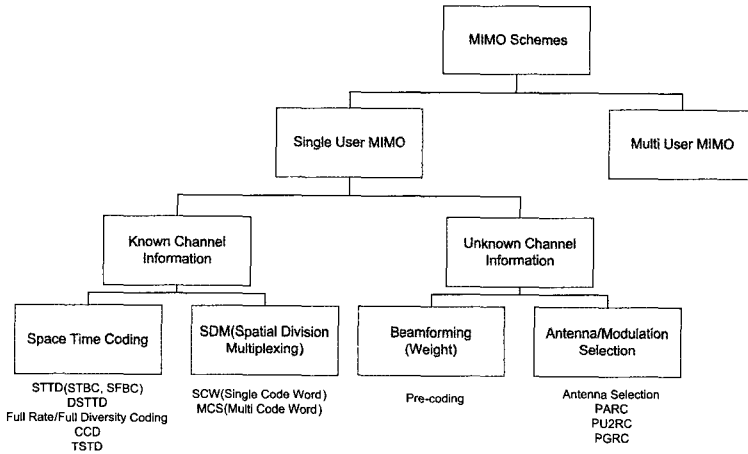 MIMO Schemes
Single User MIMO
Multi User MIMO
Known Channel
Information
Unknown Channel
Information
Space Time Coding
SDM(Spatial Division
Multiplexing)
Beamforming
(Weight)
Antenna/Modulation
Selection
STTD(STBC, SFBC)
DSTTD
Full Rate/Full Diversity Coding
CCD
TSTD
SCW(Single Code Word)
MCS(Multi Code Word)
Pre-coding
Antenna Selection
PARC
PU2RC
PGRC